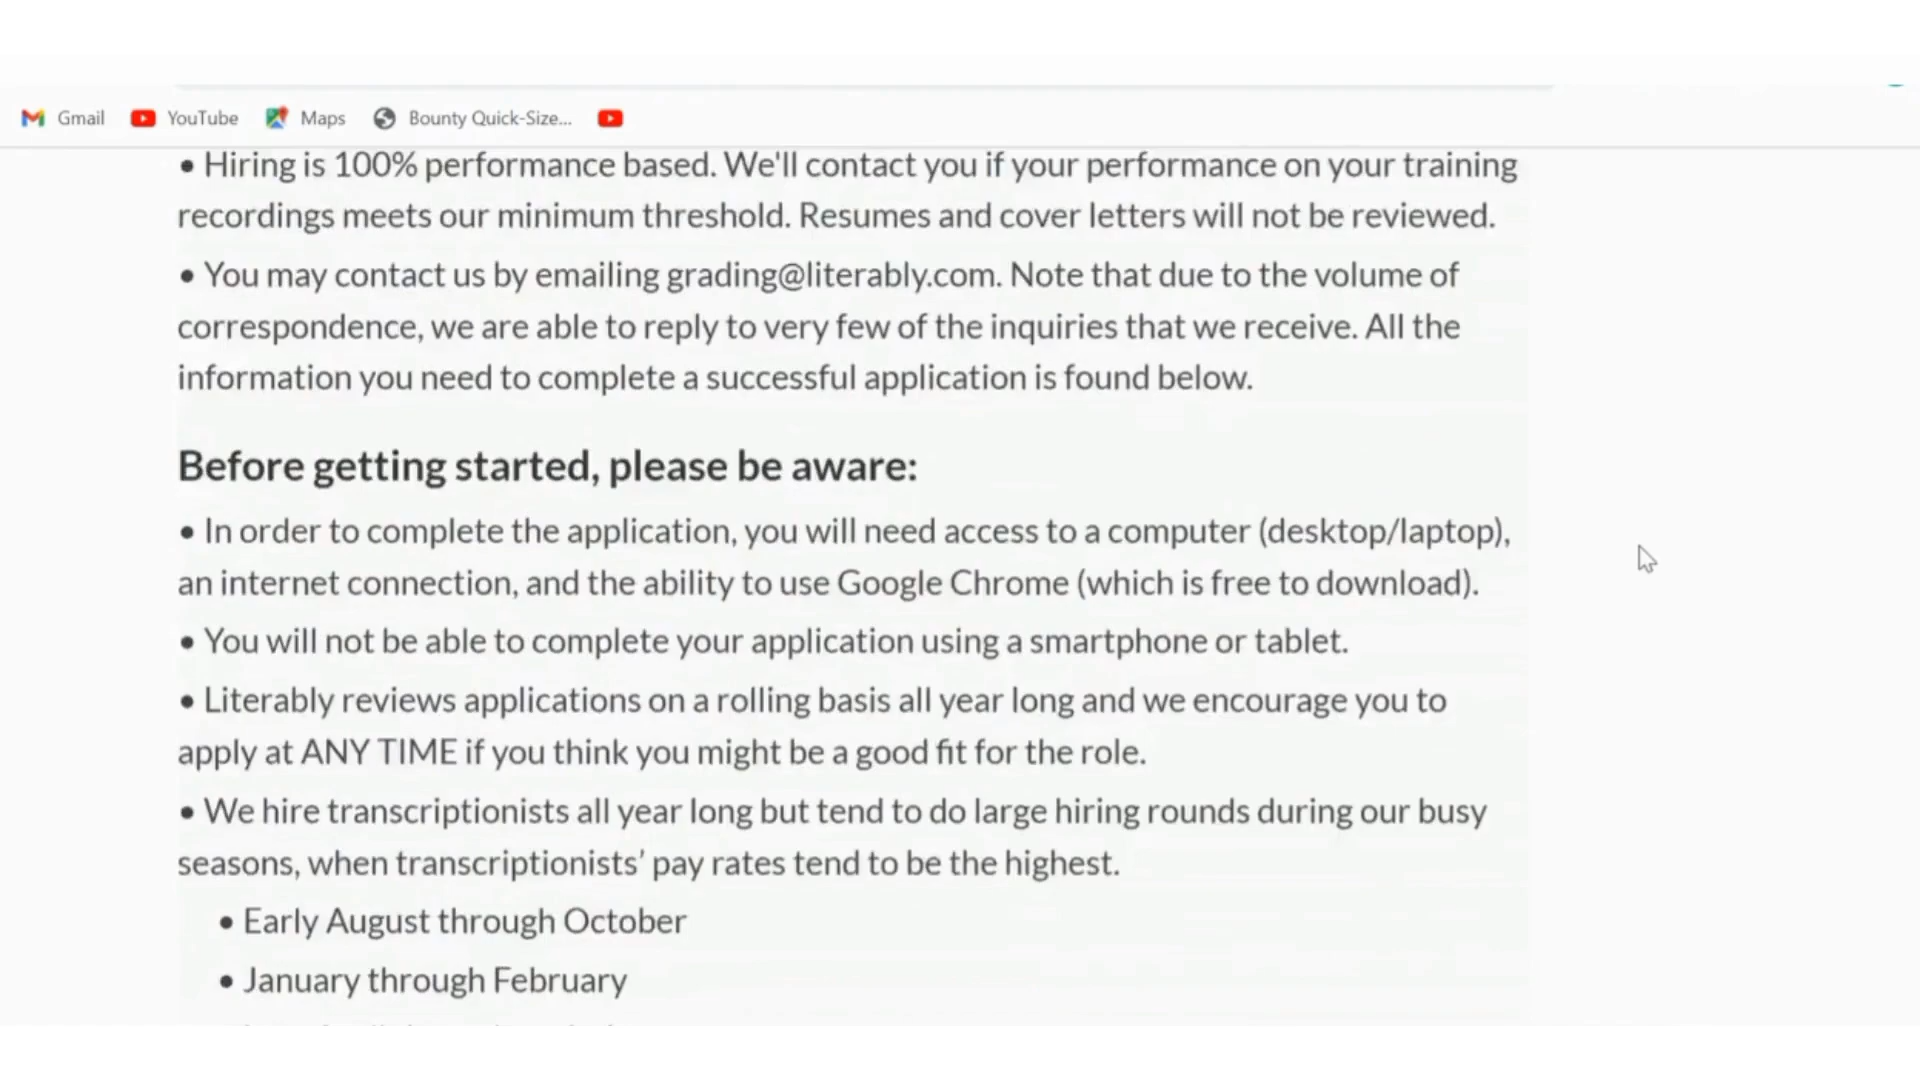 Gmail YouTube Maps Bounty Quick-Size...
• Hiring is 100% performance based. We'll contact you if your performance on your training
recordings meets our minimum threshold. Resumes and cover letters will not be reviewed.
• You may contact us by emailing grading@literably.com. Note that due to the volume of
correspondence, we are able to reply to very few of the inquiries that we receive. All the
information you need to complete a successful application is found below.
Before getting started, please be aware:
• In order to complete the application, you will need access to a computer (desktop/laptop),
an internet connection, and the ability to use Google Chrome (which is free to download).
• You will not be able to complete your application using a smartphone or tablet.
• Literably reviews applications on a rolling basis all year long and we encourage you to
apply at ANY TIME if you think you might be a good fit for the role.
• We hire transcriptionists all year long but tend to do large hiring rounds during our busy
seasons, when transcriptionists’ pay rates tend to be the highest.
• Early August through October
• January through February